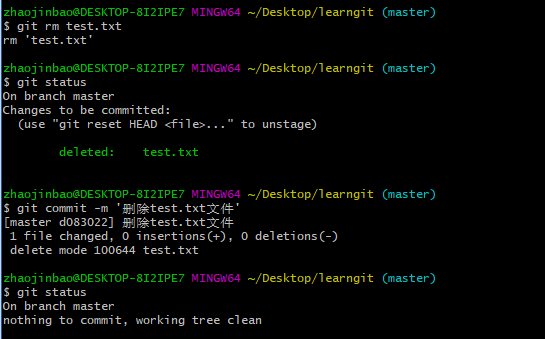 zhaojinbao@DESKTOP-8I2IPE7 MINGW64 ~/Desktop/learngit (master)
$ git rm test.txt
rm 'test.txt'
zhaojinbao@DESKTOP-8I2IPE7 MINGW64 ~/Desktop/learngit (master)
$ git status
On branch master
Changes to be committed:
  (use "git reset HEAD <file>..." to unstage)
        deleted:    test.txt
zhaojinbao@DESKTOP-8I2IPE7 MINGW64 ~/Desktop/learngit (master)
$ git commit -m '删除test.txt文件'
[master d083022] 删除test.txt文件
 1 file changed, 0 insertions(+), 0 deletions(-)
 delete mode 100644 test.txt
zhaojinbao@DESKTOP-8I2IPE7 MINGW64 ~/Desktop/learngit (master)
$ git status
On branch master
nothing to commit, working tree clean